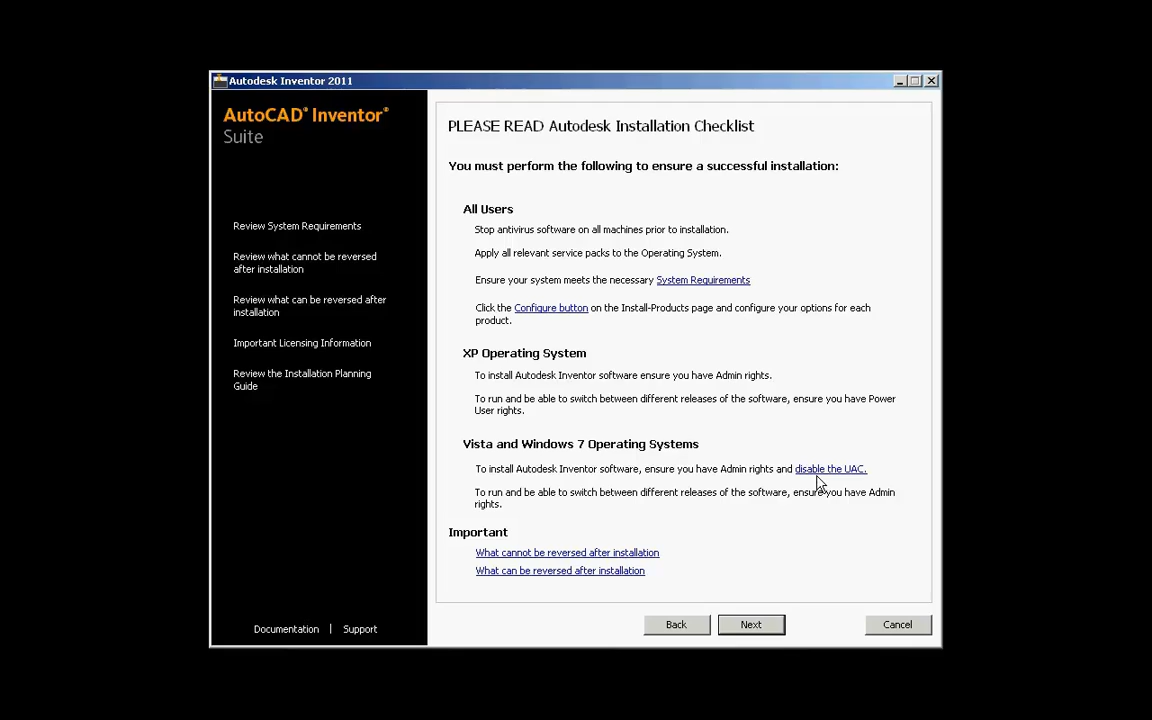 Autodesk Inventor 2011
AutoCAD® Inventor®
Suite
Review System Requirements
Review what cannot be reversed
after installation
Review what can be reversed after
installation
Important Licensing Information
Review the Installation Planning
Guide
Documentation | Support
PLEASE READ Autodesk Installation Checklist
You must perform the following to ensure a successful installation:
All Users
Stop antivirus software on all machines prior to installation.
Apply all relevant service packs to the Operating System.
Ensure your system meets the necessary System Requirements
Click the Configure button on the Install-Products page and configure your options for each
product.
XP Operating System
To install Autodesk Inventor software ensure you have Admin rights.
To run and be able to switch between different releases of the software, ensure you have Power
User rights.
Vista and Windows 7 Operating Systems
To install Autodesk Inventor software, ensure you have Admin rights and disable the UAC.
To run and be able to switch between different releases of the software, ensure you have Admin
rights.
Important
What cannot be reversed after installation
What can be reversed after installation
Back Next Cancel